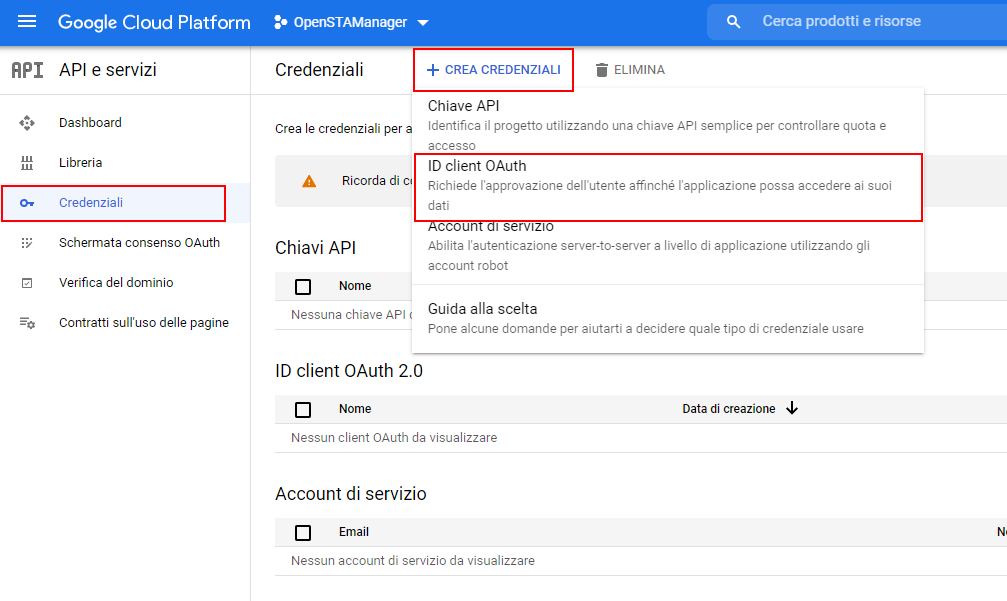 Google Cloud Platform
OpenSTAManager
Cerca prodotti e risorse
API
API e servizi
Credenziali
+ CREA CREDENZIALI
ELIMINA
Dashboard
Libreria
Credenziali
Schermata consenso OAuth
Verifica del dominio
Contratti sull'uso delle pagine
Crea le credenziali per a
Ricorda di
Chiave API
Identifica il progetto utilizzando una chiave API semplice per controllare quota e
accesso
ID client OAuth
Richiede l'approvazione dell'utente affinché l'applicazione possa accedere ai suoi
dati
Account di servizio
Abilita l'autenticazione server-to-server a livello di applicazione utilizzando gli
account robot
Guida alla scelta
Pone alcune domande per aiutarti a decidere quale tipo di credenziale usare
Chiavi API
Nome
Nessuna chiave API
ID client OAuth 2.0
Nome
Data di creazione
Nessun client OAuth da visualizzare
Account di servizio
Email
Nessun account di servizio da visualizzare